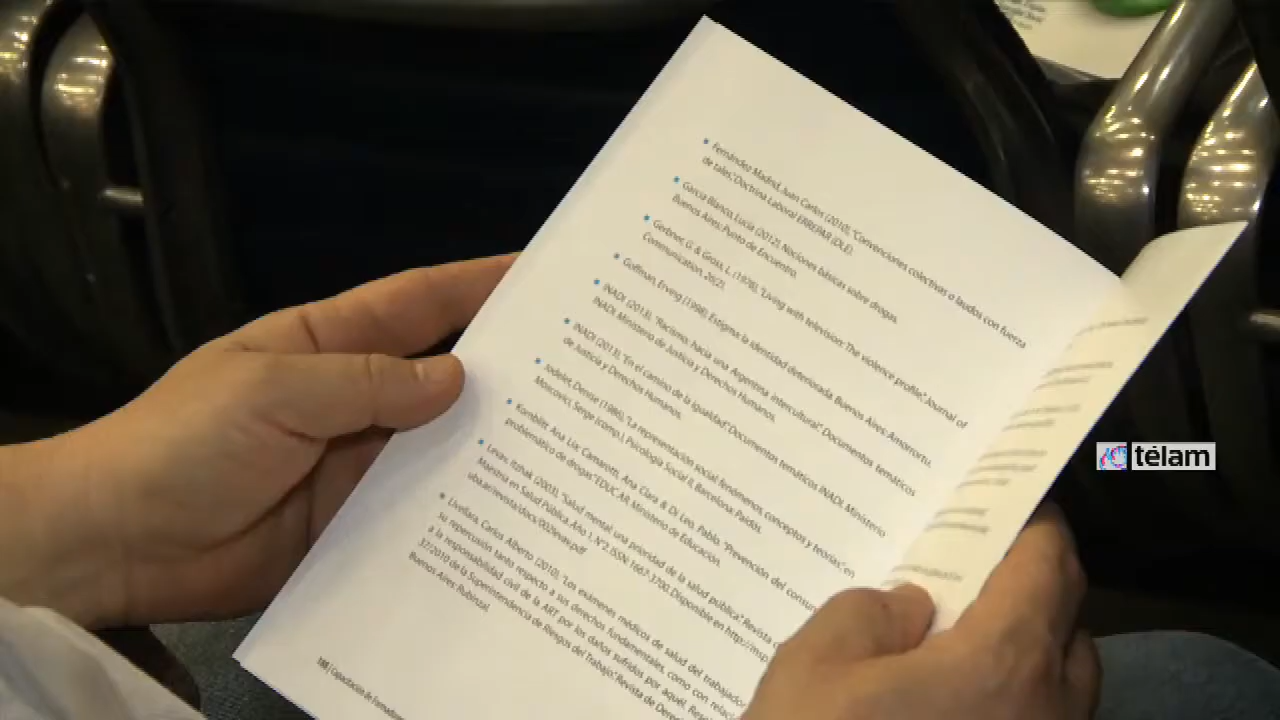 Fernández Madrid, Juan Carlos (2010), "Convenciones colectivas o laudos con fuerza
de tales", Doctrina Laboral ERREPAR (DLE).
García Blanco, Lucía (2012). Nociones básicas sobre drogas.
Buenos Aires: Punto de Encuentro.
Gerbner, G. & Gross, L. (1976), "Living with television: The violence profile", Journal of
Communication, 26(2).
Goffman, Erving (1998). Estigma: la identidad deteriorada. Buenos Aires: Amorrortu.
INADI (2013), "Racismo: hacia una Argentina intercultural". Documentos temáticos
INADI. Ministerio de Justicia y Derechos Humanos.
INADI (2013), "En el camino de la igualdad". Documentos temáticos INADI. Ministerio
de Justicia y Derechos Humanos.
Jodelet, Denise (1986), "La representación social: fenómenos, conceptos y teorías", en
Moscovici, Serge (comp.), Psicología Social II, Barcelona: Paidós.
Kornblitt, Ana Lía; Camarotti, Ana Clara & Di Leo, Pablo, "Prevención del consumo
problemático de drogas". EDUC.AR, Ministerio de Educación.
Levav, Itzhak (2003), "Salud mental: una prioridad de la salud pública". Revista
Maestría en Salud Pública, Año 1, N°2. ISSN: 1667-3700. Disponible en http://msp.
uba.ar/revista/docs/002levav.pdf
Livellara, Carlos Alberto (2010), "Los exámenes médicos de salud del trabajador
su repercusión tanto respecto a sus derechos fundamentales, como con
a la responsabilidad civil de la ART por los daños sufridos por aquél.
37/2010 de la Superintendencia de Riesgos del Trabajo". Revista de
Buenos Aires: Rubinzal.
198 | Capacitación de
télam